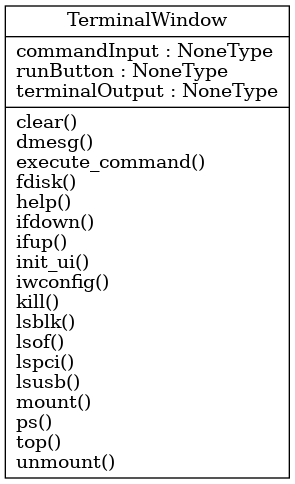 TerminalWindow
commandInput : NoneType
runButton : NoneType
terminalOutput : NoneType
clear()
dmesg()
execute_command()
fdisk()
help()
ifdown()
ifup()
init_ui()
iwconfig()
kill()
lsblk()
lsof()
lspci()
lsusb()
mount()
ps()
top()
unmount()